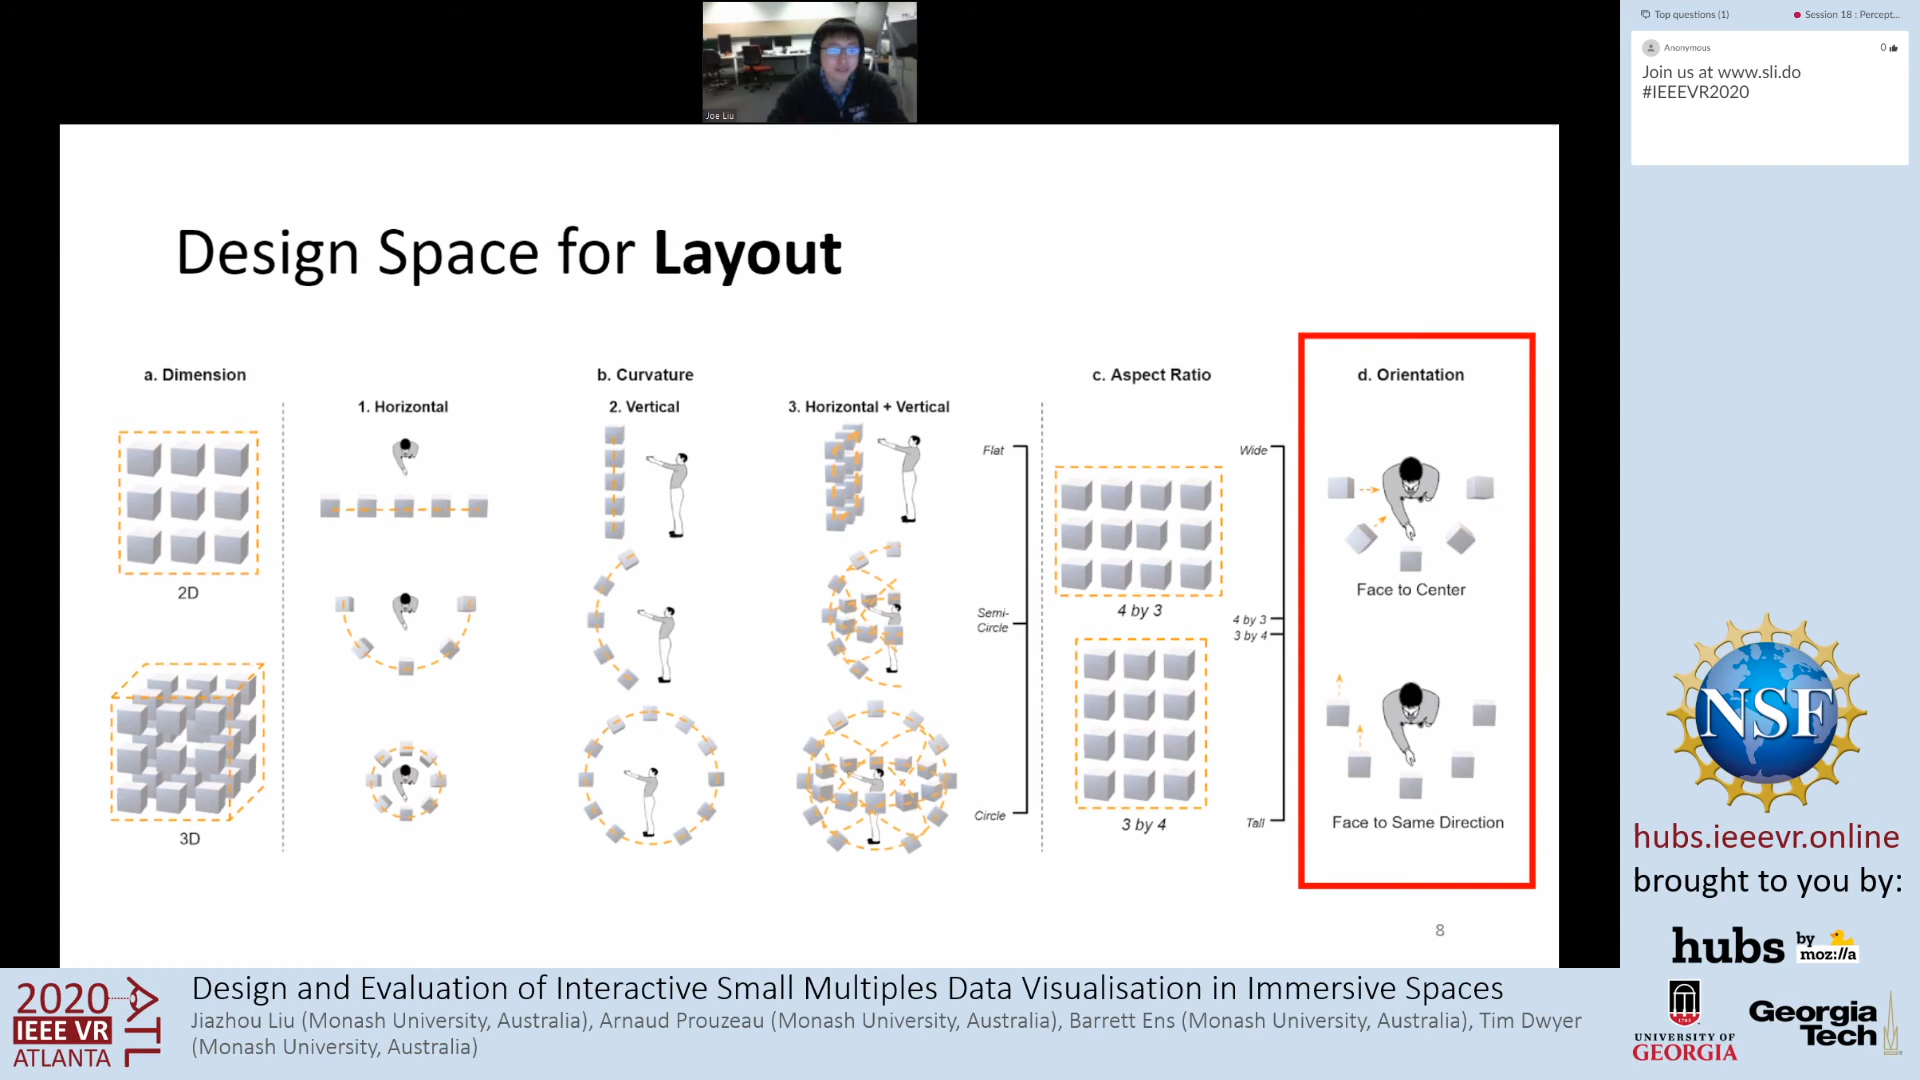 Joe Liu
Design Space for Layout
a. Dimension
2D
3D
b. Curvature
1. Horizontal
2. Vertical
3. Horizontal + Vertical
Flat
Semi-
Circle
Circle
c. Aspect Ratio
4 by 3
3 by 4
Wide
4 by 3
3 by 4
Tall
d. Orientation
Face to Center
Face to Same Direction
8
Top questions (1)
Session 18 : Percept...
Anonymous
0
Join us at www.sli.do
#IEEEVR2020
NSF
hubs.ieeevr.online
brought to you by:
hubs by moz://a
UNIVERSITY OF
GEORGIA
Georgia
Tech
2020
IEEE VR
ATLANTA
ATL
Design and Evaluation of Interactive Small Multiples Data Visualisation in Immersive Spaces
Jiazhou Liu (Monash University, Australia), Arnaud Prouzeau (Monash University, Australia), Barrett Ens (Monash University, Australia), Tim Dwyer
(Monash University, Australia)